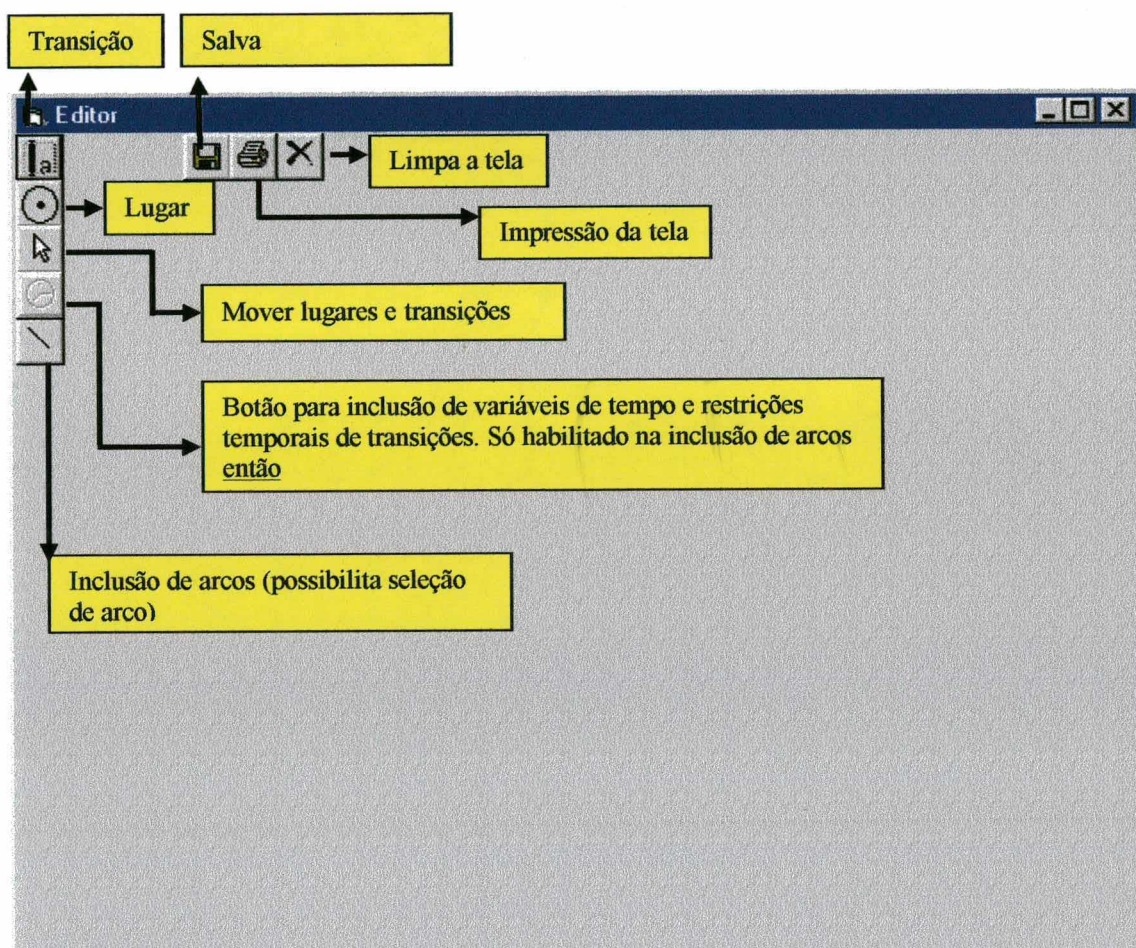 Transição
Salva
Editor
a
Limpa a tela
Lugar
Impressão da tela
Mover lugares e transições
Botão para inclusão de variáveis de tempo e restrições
temporais de transições. Só habilitado na inclusão de arcos
então
Inclusão de arcos (possibilita seleção
de arco)